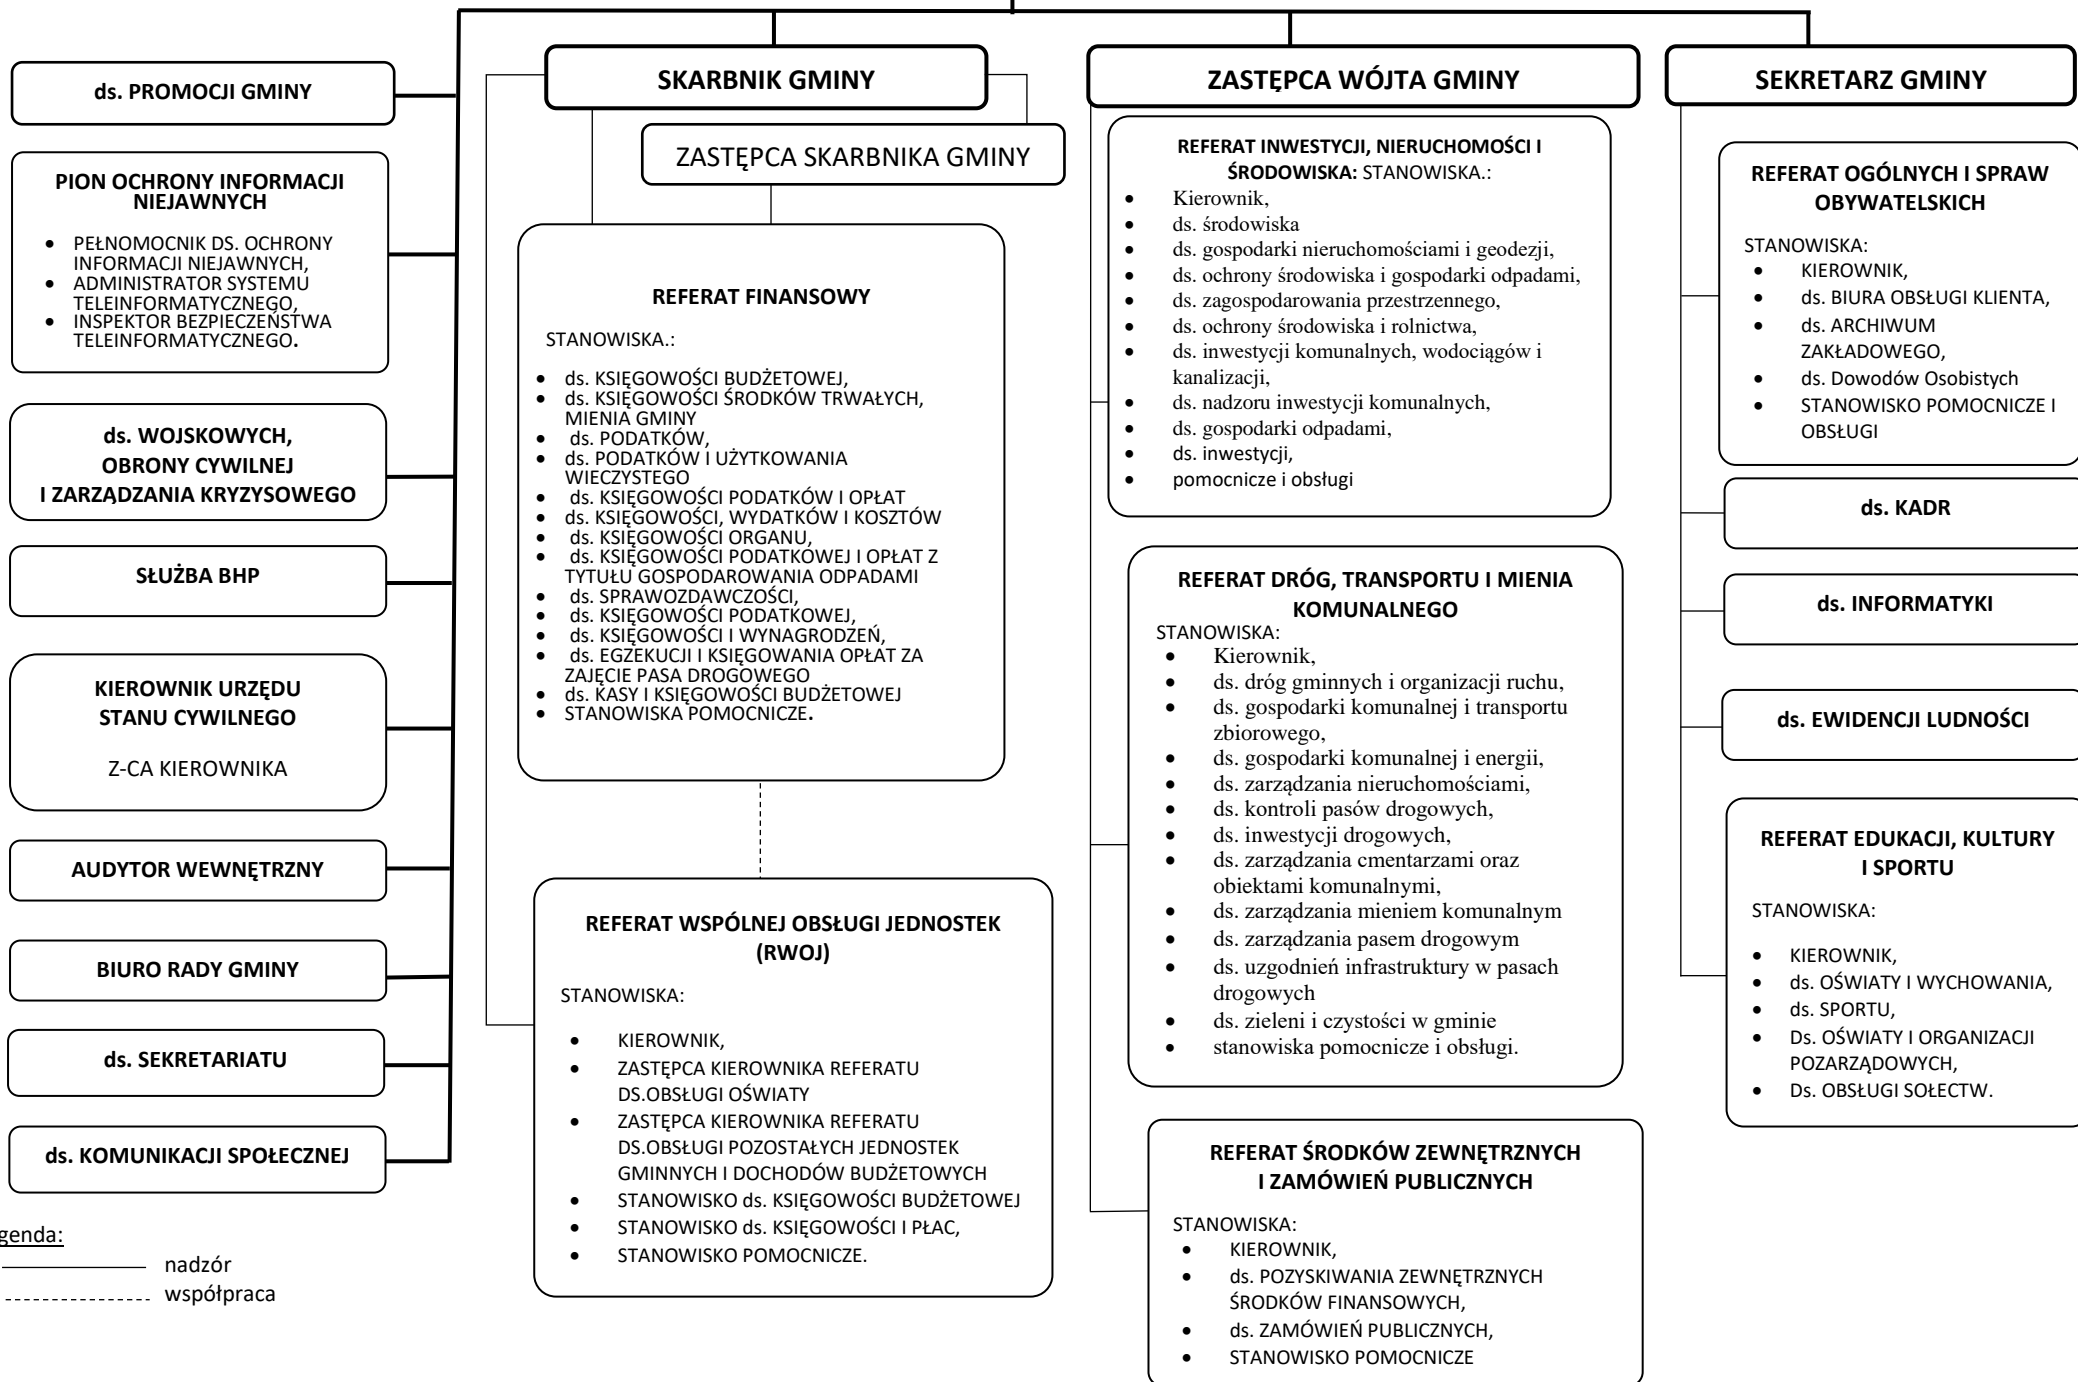 ds. PROMOCJI GMINY
PION OCHRONY INFORMACJI
NIEJAWNYCH
• PEŁNOMOCNIK DS. OCHRONY
INFORMACJI NIEJAWNYCH,
• ADMINISTRATOR SYSTEMU
TELEINFORMATYCZNEGO,
• INSPEKTOR BEZPIECZEŃSTWA
TELEINFORMATYCZNEGO.
ds. WOJSKOWYCH,
OBRONY CYWILNEJ
I ZARZĄDZANIA KRYZYSOWEGO
SŁUŻBA BHP
KIEROWNIK URZĘDU
STANU CYWILNEGO
Z-CA KIEROWNIKA
AUDYTOR WEWNĘTRZNY
BIURO RADY GMINY
ds. SEKRETARIATU
ds. KOMUNIKACJI SPOŁECZNEJ
genda:
nadzór
współpraca
SKARBNIK GMINY
ZASTĘPCA SKARBNIKA GMINY
REFERAT FINANSOWY
STANOWISKA.:
• ds. KSIĘGOWOŚCI BUDŻETOWEJ,
• ds. KSIĘGOWOŚCI ŚRODKÓW TRWAŁYCH,
MIENIA GMINY
• ds. PODATKÓW,
• ds. PODATKÓW I UŻYTKOWANIA
WIECZYSTEGO
• ds. KSIĘGOWOŚCI PODATKÓW I OPŁAT
• ds. KSIĘGOWOŚCI, WYDATKÓW I KOSZTÓW
• ds. KSIĘGOWOŚCI ORGANU,
• ds. KSIĘGOWOŚCI PODATKOWEJ I OPŁAT Z
TYTUŁU GOSPODAROWANIA ODPADAMI
• ds. SPRAWOZDAWCZOŚCI,
• ds. KSIĘGOWOŚCI PODATKOWEJ,
• ds. KSIĘGOWOŚCI I WYNAGRODZEŃ,
• ds. EGZEKUCJI I KSIĘGOWANIA OPŁAT ZA
ZAJĘCIE PASA DROGOWEGO
• ds. KASY I KSIĘGOWOŚCI BUDŻETOWEJ
• STANOWISKA POMOCNICZE.
REFERAT WSPÓLNEJ OBSŁUGI JEDNOSTEK
(RWOJ)
STANOWISKA:
• KIEROWNIK,
• ZASTĘPCA KIEROWNIKA REFERATU
DS.OBSŁUGI OŚWIATY
• ZASTĘPCA KIEROWNIKA REFERATU
DS.OBSŁUGI POZOSTAŁYCH JEDNOSTEK
GMINNYCH I DOCHODÓW BUDŻETOWYCH
• STANOWISKO ds. KSIĘGOWOŚCI BUDŻETOWEJ
• STANOWISKO ds. KSIĘGOWOŚCI I PŁAC,
• STANOWISKO POMOCNICZE.
ZASTĘPCA WÓJTA GMINY
REFERAT INWESTYCJI, NIERUCHOMOŚCI I
ŚRODOWISKA: STANOWISKA.:
• Kierownik,
• ds. środowiska
• ds. gospodarki nieruchomościami i geodezji,
• ds. ochrony środowiska i gospodarki odpadami,
• ds. zagospodarowania przestrzennego,
• ds. ochrony środowiska i rolnictwa,
• ds. inwestycji komunalnych, wodociągów i
kanalizacji,
• ds. nadzoru inwestycji komunalnych,
• ds. gospodarki odpadami,
• ds. inwestycji,
• pomocnicze i obsługi
REFERAT DRÓG, TRANSPORTU I MIENIA
KOMUNALNEGO
STANOWISKA:
• Kierownik,
• ds. dróg gminnych i organizacji ruchu,
• ds. gospodarki komunalnej i transportu
zbiorowego,
• ds. gospodarki komunalnej i energii,
• ds. zarządzania nieruchomościami,
• ds. kontroli pasów drogowych,
• ds. inwestycji drogowych,
• ds. zarządzania cmentarzami oraz
obiektami komunalnymi,
• ds. zarządzania mieniem komunalnym
• ds. zarządzania pasem drogowym
• ds. uzgodnień infrastruktury w pasach
drogowych
• ds. zieleni i czystości w gminie
• stanowiska pomocnicze i obsługi.
REFERAT ŚRODKÓW ZEWNĘTRZNYCH
I ZAMÓWIEŃ PUBLICZNYCH
STANOWISKA:
• KIEROWNIK,
• ds. POZYSKIWANIA ZEWNĘTRZNYCH
ŚRODKÓW FINANSOWYCH,
• ds. ZAMÓWIEŃ PUBLICZNYCH,
• STANOWISKO POMOCNICZE
SEKRETARZ GMINY
REFERAT OGÓLNYCH I SPRAW
OBYWATELSKICH
STANOWISKA:
• KIEROWNIK,
• ds. BIURA OBSŁUGI KLIENTA,
• ds. ARCHIWUM
ZAKŁADOWEGO,
• ds. Dowodów Osobistych
• STANOWISKO POMOCNICZE I
OBSŁUGI
ds. KADR
ds. INFORMATYKI
ds. EWIDENCJI LUDNOŚCI
REFERAT EDUKACJI, KULTURY
I SPORTU
STANOWISKA:
• KIEROWNIK,
• ds. OŚWIATY I WYCHOWANIA,
• ds. SPORTU,
• Ds. OŚWIATY I ORGANIZACJI
POZARZĄDOWYCH,
• Ds. OBSŁUGI SOŁECTW.